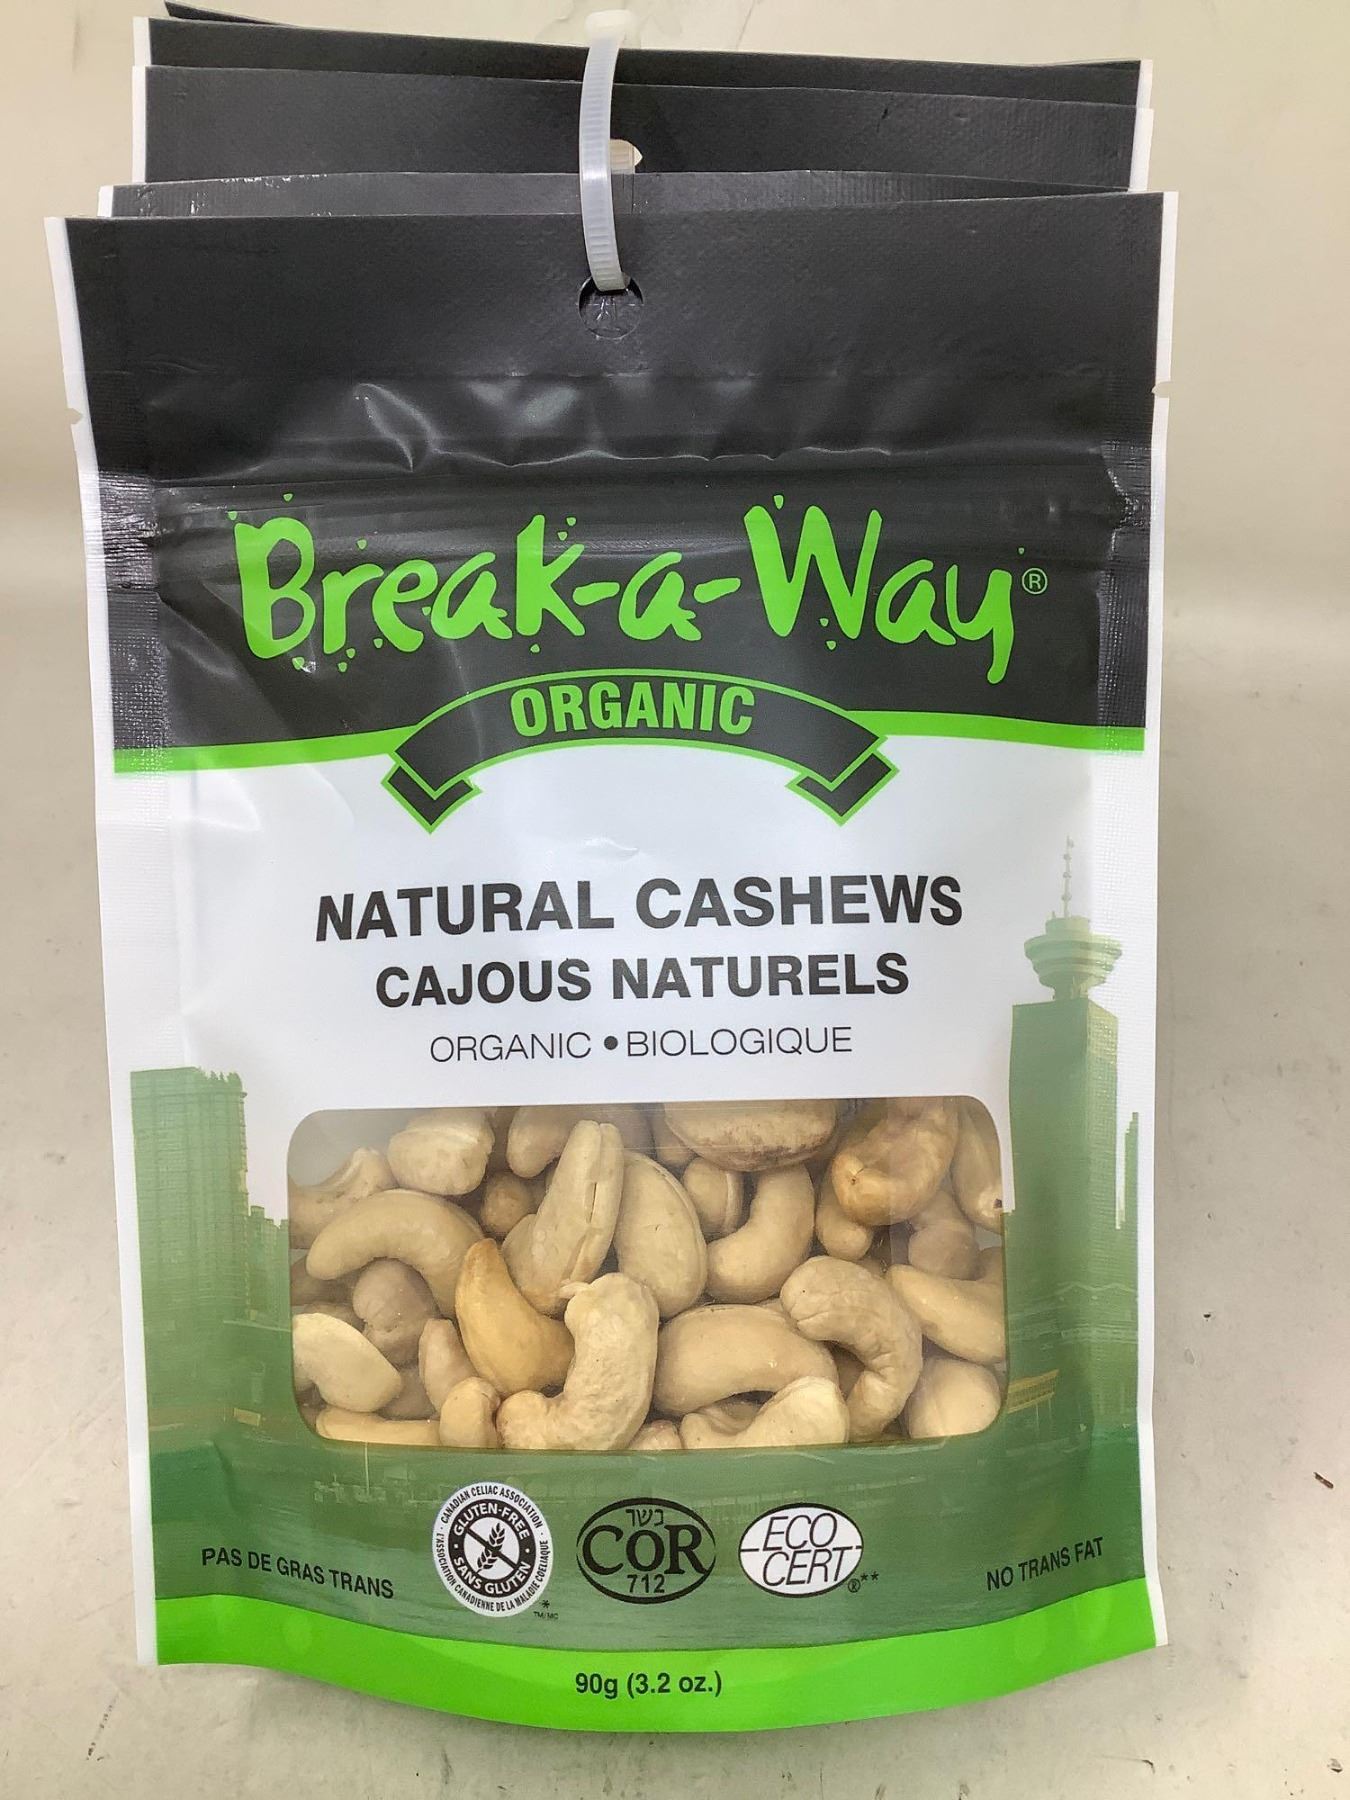 Break-a-Way®
ORGANIC
NATURAL CASHEWS
CAJOUS NATURELS
ORGANIC • BIOLOGIQUE
PAS DE GRAS TRANS
CANADIAN CELIAC ASSOCIATION
L'ASSOCIATION CANADIENNE DE LA MALADIE COELIAQUE
GLUTEN-FREE
SANS GLUTEN
*
TM/MC
כשר
COR
712
ECO
CERT
®**
NO TRANS FAT
90g (3.2 oz.)